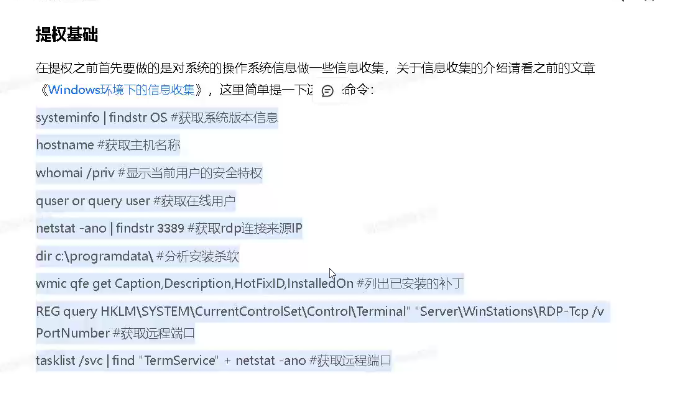 提权基础
在提权之前首先要做的是对系统的操作系统信息做一些信息收集，关于信息收集的介绍请看之前的文章
《Windows环境下的信息收集》，这里简单提一下 命令：
systeminfo | findstr OS #获取系统版本信息
hostname #获取主机名称
whomai /priv #显示当前用户的安全特权
quser or query user #获取在线用户
netstat -ano | findstr 3389 #获取rdp连接来源IP
dir c:\programdata\ #分析安装杀软
wmic qfe get Caption,Description,HotFixID,InstalledOn #列出已安装的补丁
REG query HKLM\SYSTEM\CurrentControlSet\Control\Terminal" "Server\WinStations\RDP-Tcp /v
PortNumber #获取远程端口
tasklist /svc | find "TermService" + netstat -ano #获取远程端口